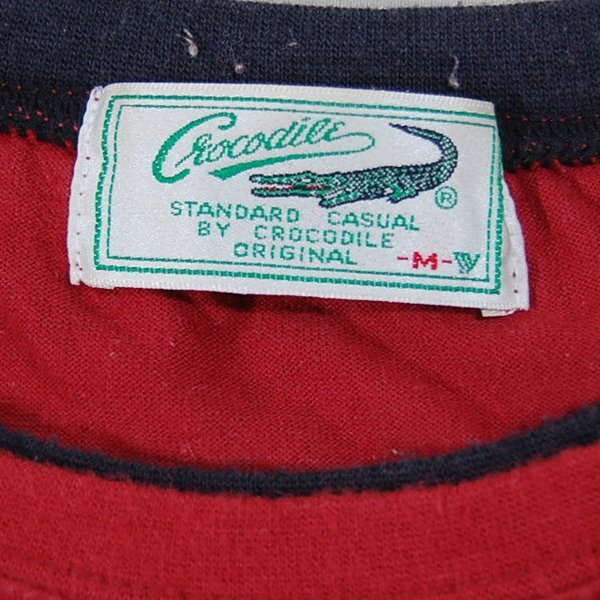 Crocodile
®
STANDARD CASUAL
BY CROCODILE
ORIGINAL
-M-